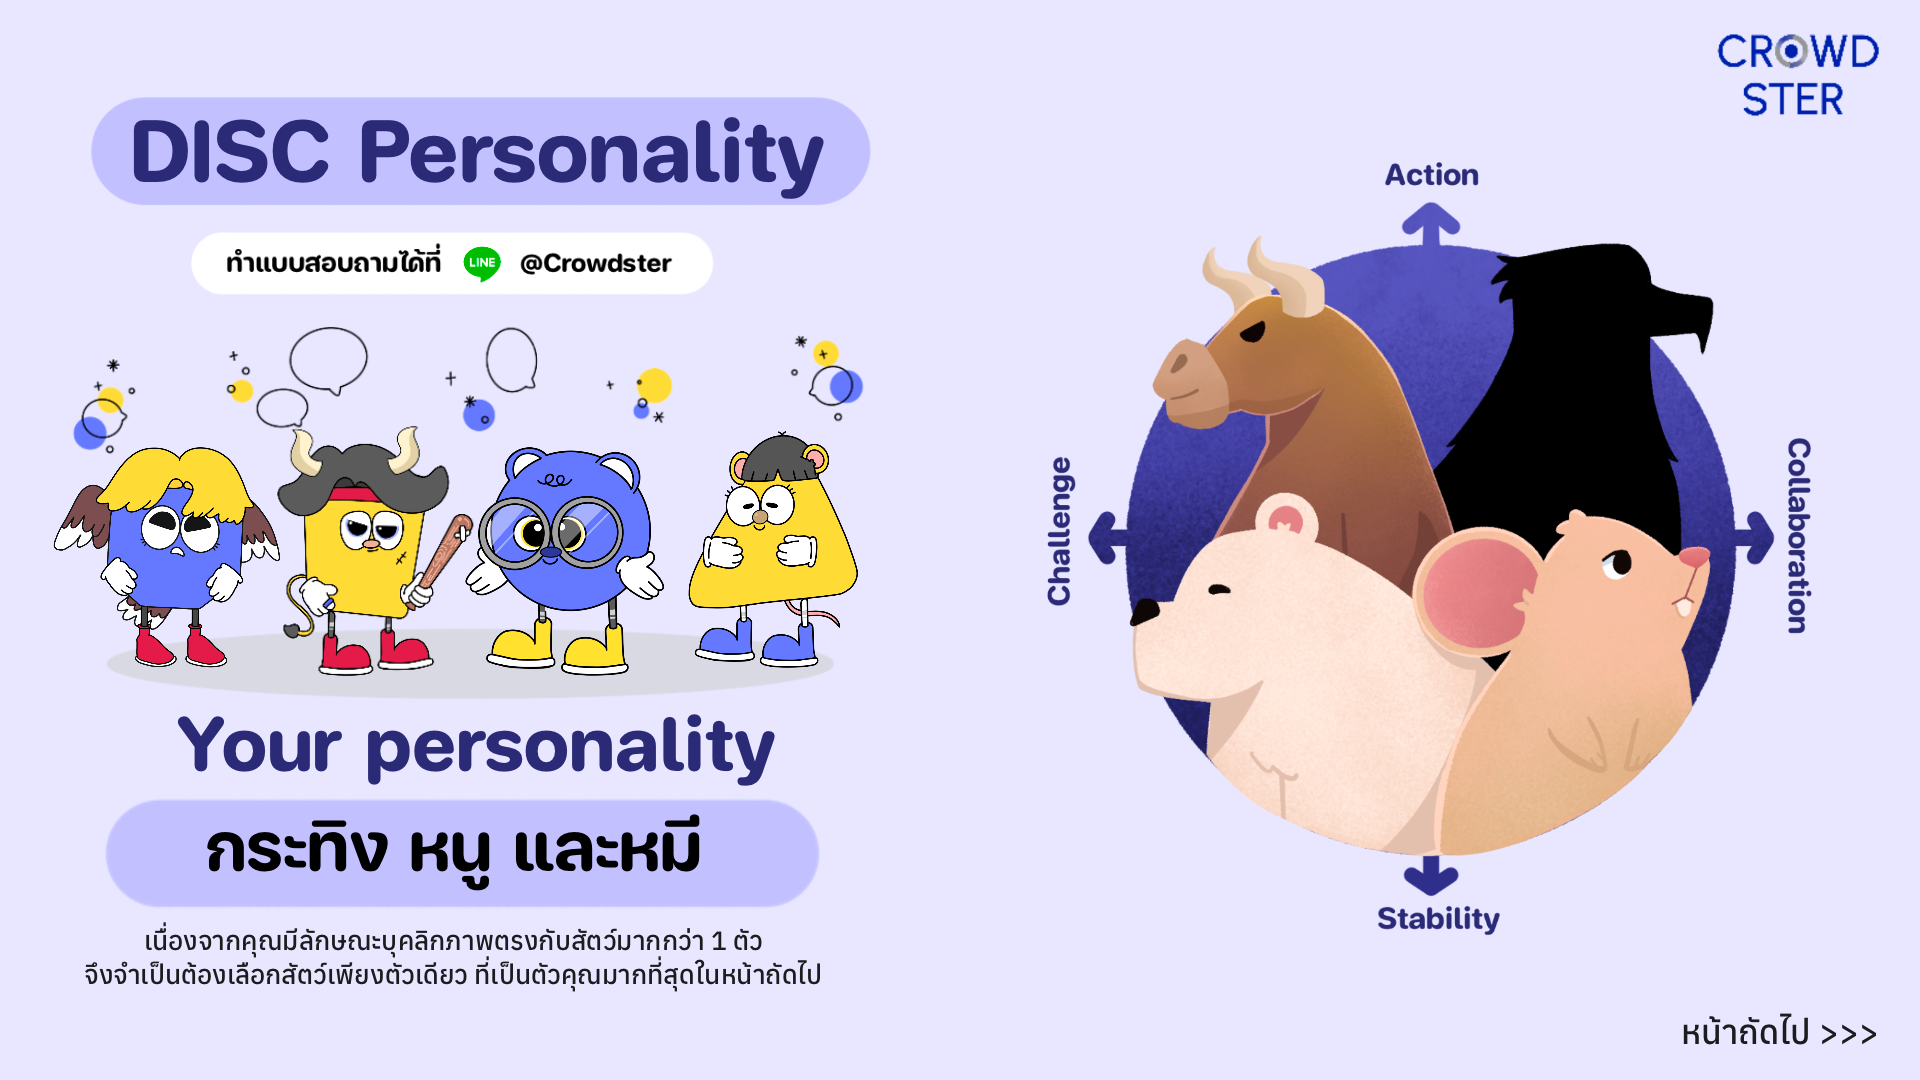 CROWD
STER
DISC Personality
ทำแบบสอบถามได้ที่ LINE @Crowdster
Your personality
กระทิง หนู และหมี
เนื่องจากคุณมีลักษณะบุคลิกภาพตรงกับสัตว์มากกว่า 1 ตัว
จึงจำเป็นต้องเลือกสัตว์เพียงตัวเดียว ที่เป็นตัวคุณมากที่สุดในหน้าถัดไป
Action
Challenge
Collaboration
Stability
หน้าถัดไป >>>